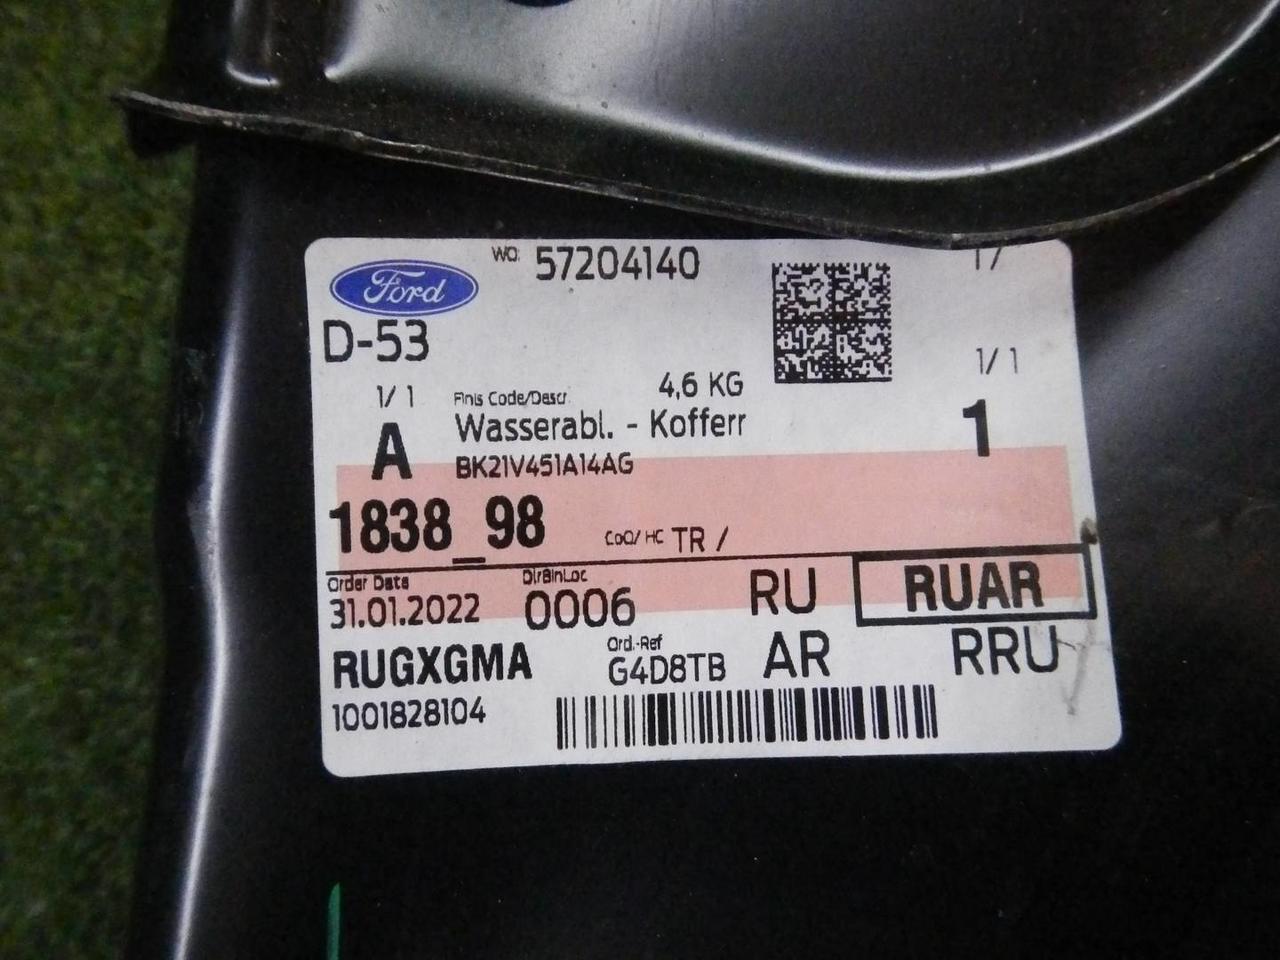 Ford
WO: 57204140
D-53
1/ 1
Finis Code/Descr.
4,6 KG
1/ 1
A
Wasserabl. - Kofferr
1
BK21V451A14AG
1838_98
CoO/ HC TR /
Order Date
31.01.2022
DirBinLoc
0006
RU
RUAR
RUGXGMA
Ord.-Ref
G4D8TB
AR
RRU
1001828104